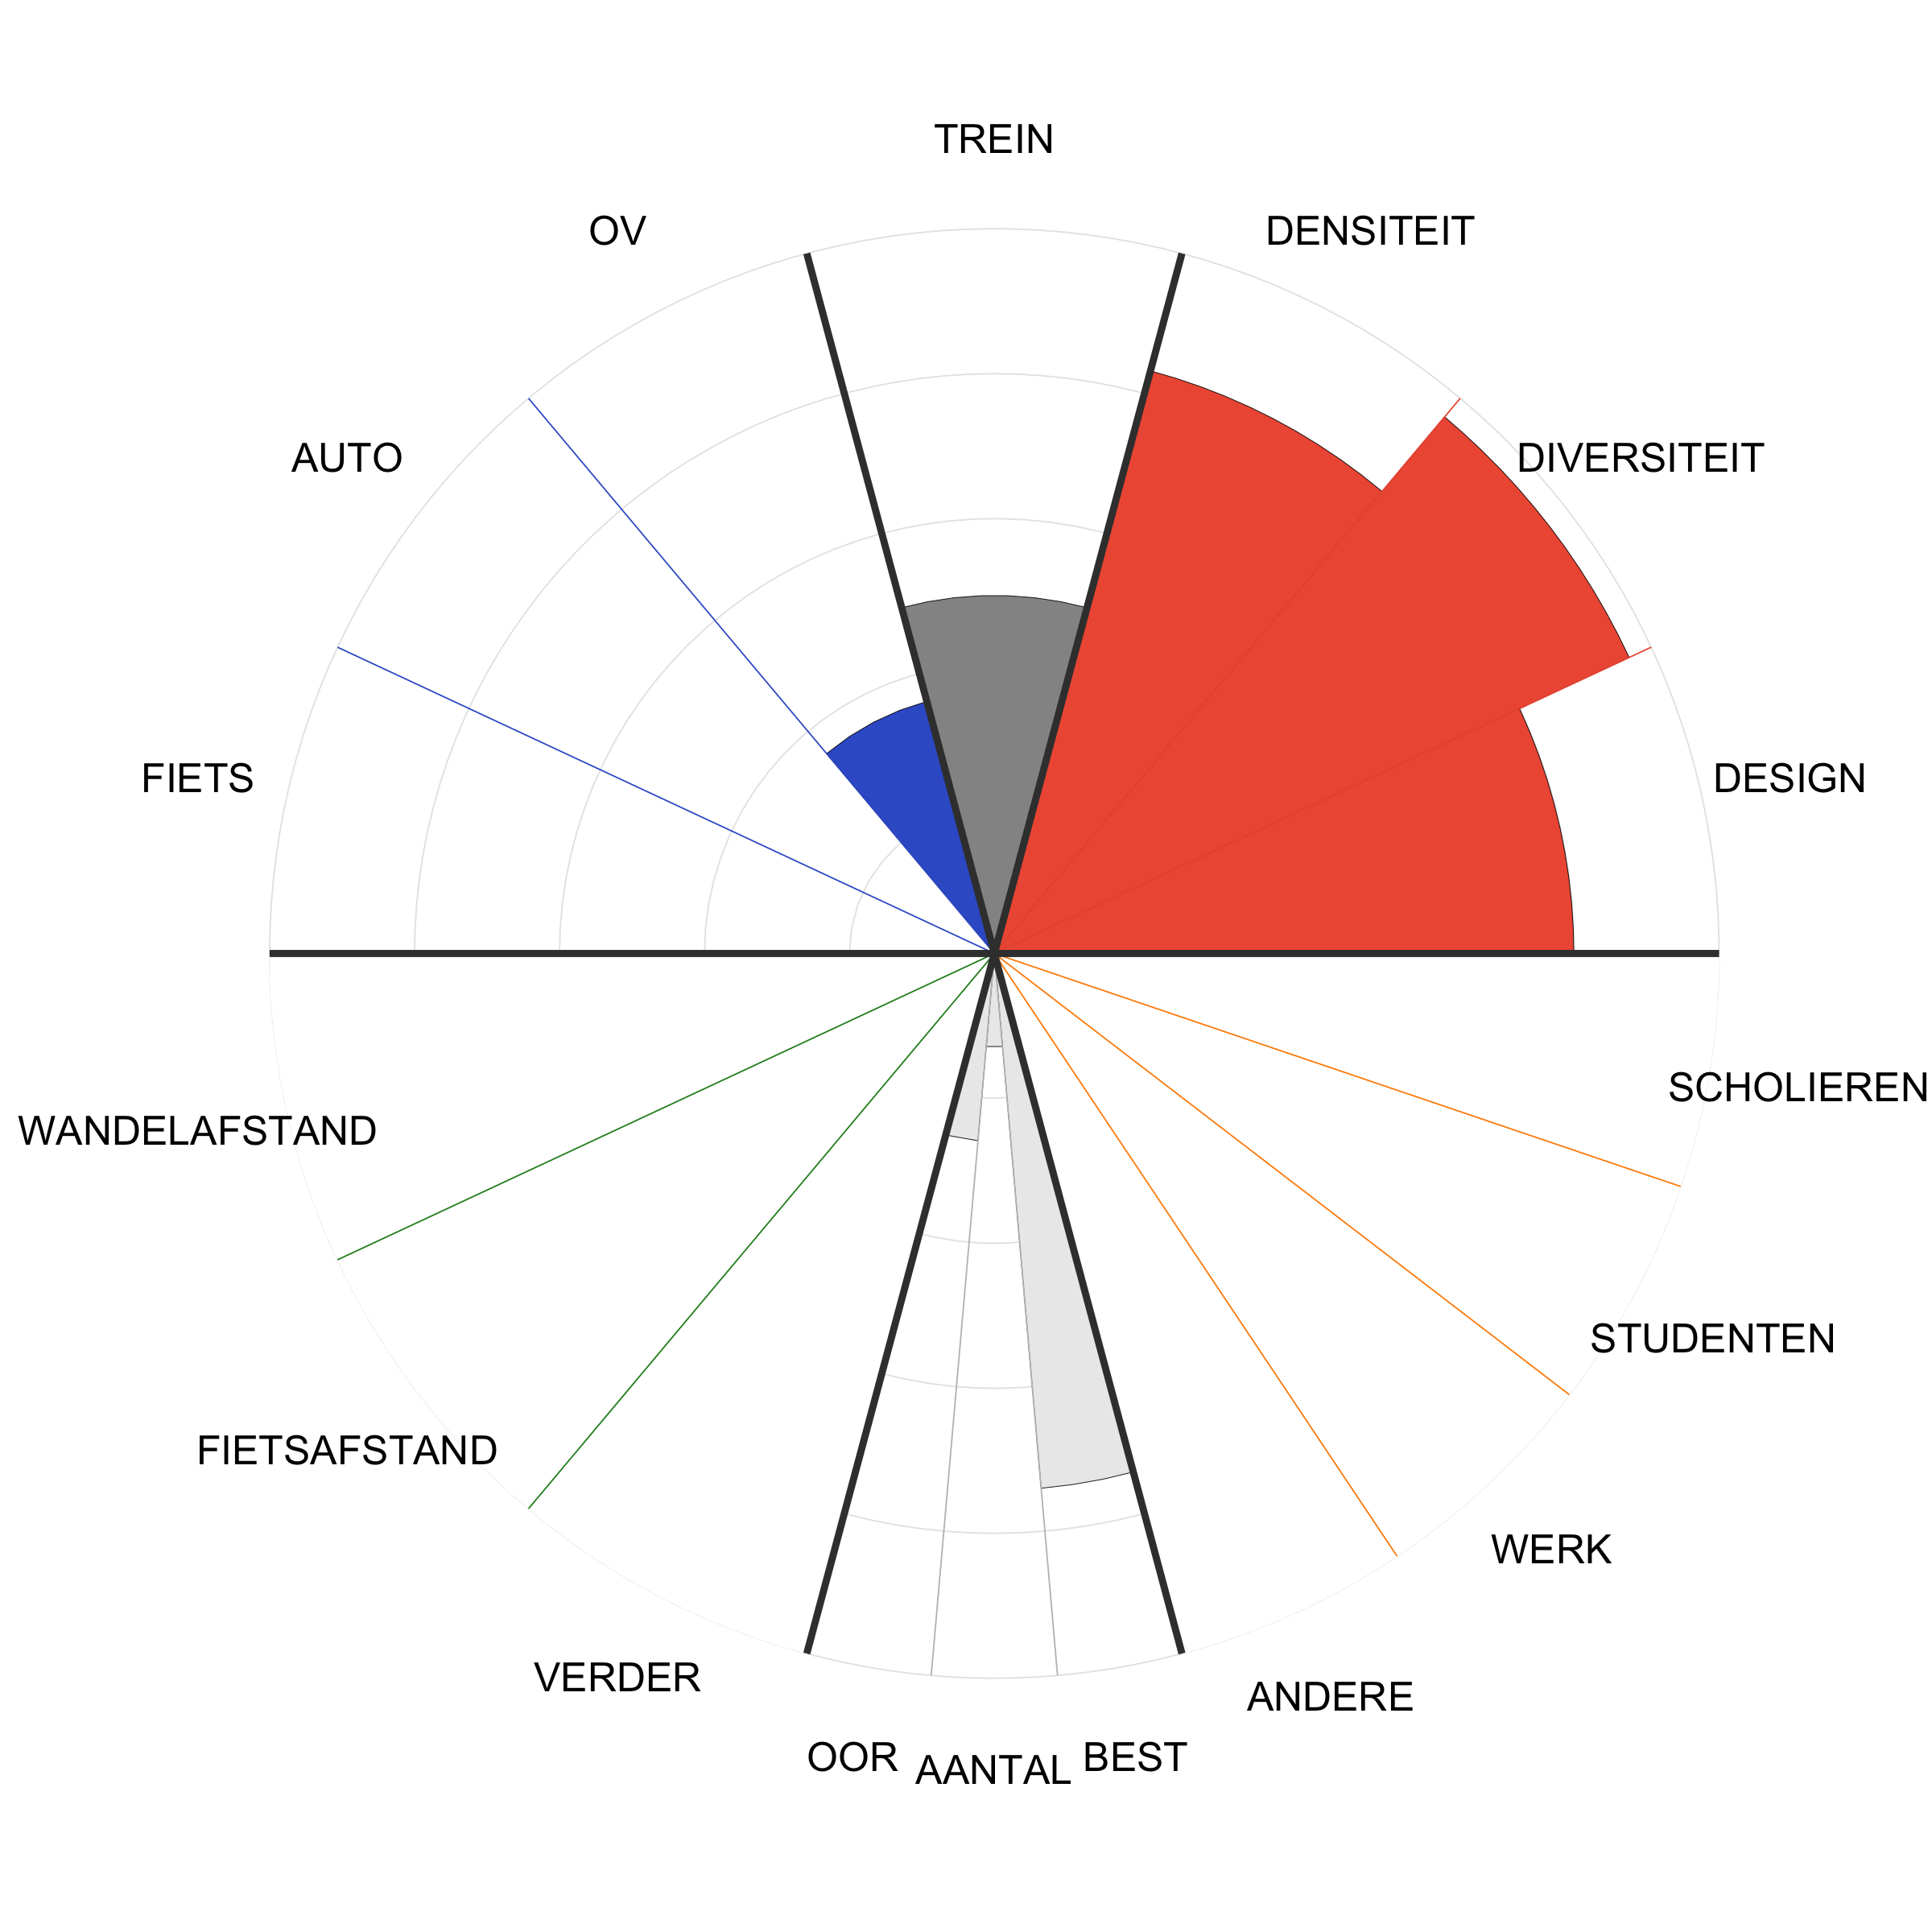 TREIN
OV
DENSITEIT
AUTO
DIVERSITEIT
FIETS
DESIGN
SCHOLIEREN
WANDELAFSTAND
STUDENTEN
FIETSAFSTAND
WERK
VERDER
ANDERE
OOR
AANTAL
BEST